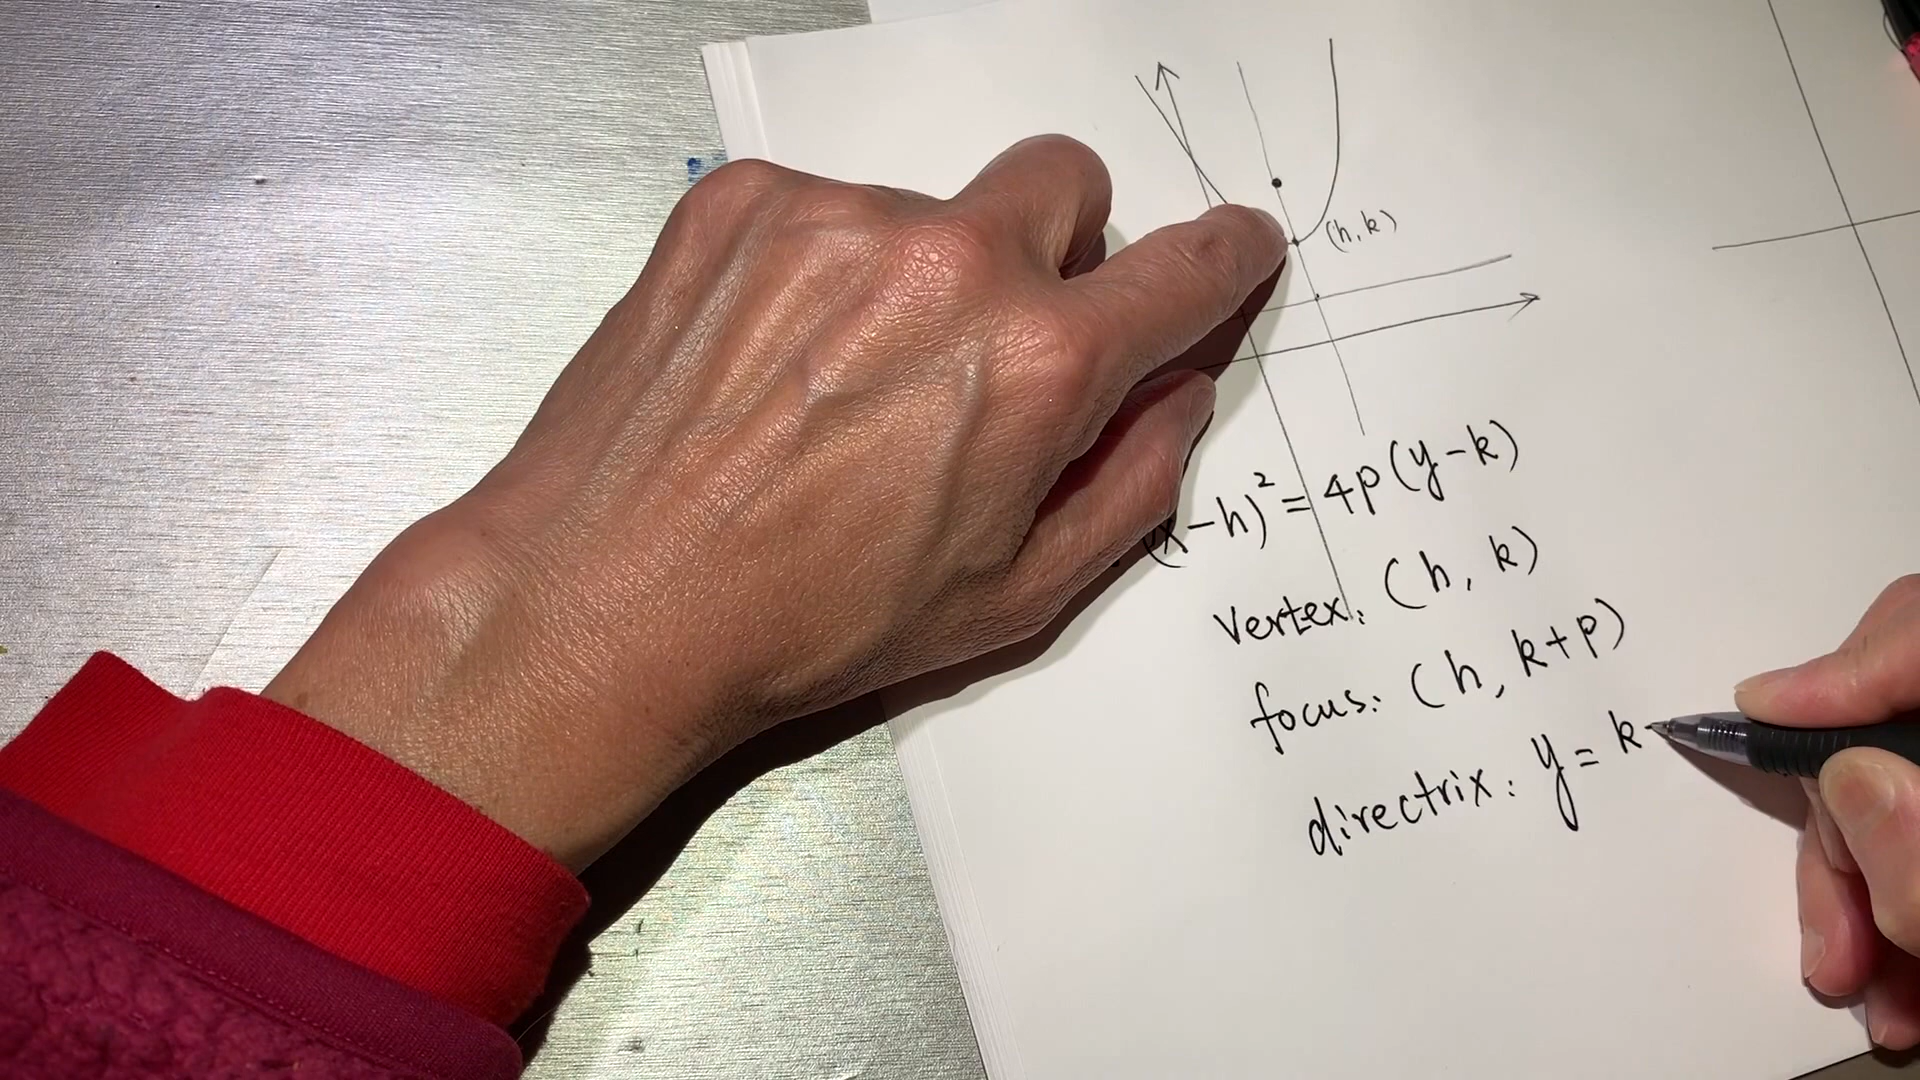 (h, k)
(x-h)² = 4p(y-k)
Vertex: (h, k)
focus: (h, k+p)
directrix: y = k-